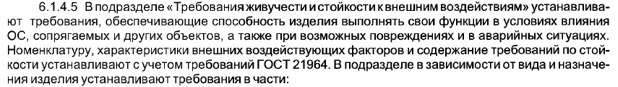 6.1.4.5 В подразделе «Требования живучести и стойкости к внешним воздействиям» устанавлива-
ют требования, обеспечивающие способность изделия выполнять свои функции в условиях влияния
ОС, сопрягаемых и других объектов, а также при возможных повреждениях и в аварийных ситуациях.
Номенклатуру, характеристики внешних воздействующих факторов и содержание требований по стой-
кости устанавливают с учетом требований ГОСТ 21964. В подразделе в зависимости от вида и назначе-
ния изделия устанавливают требования в части: